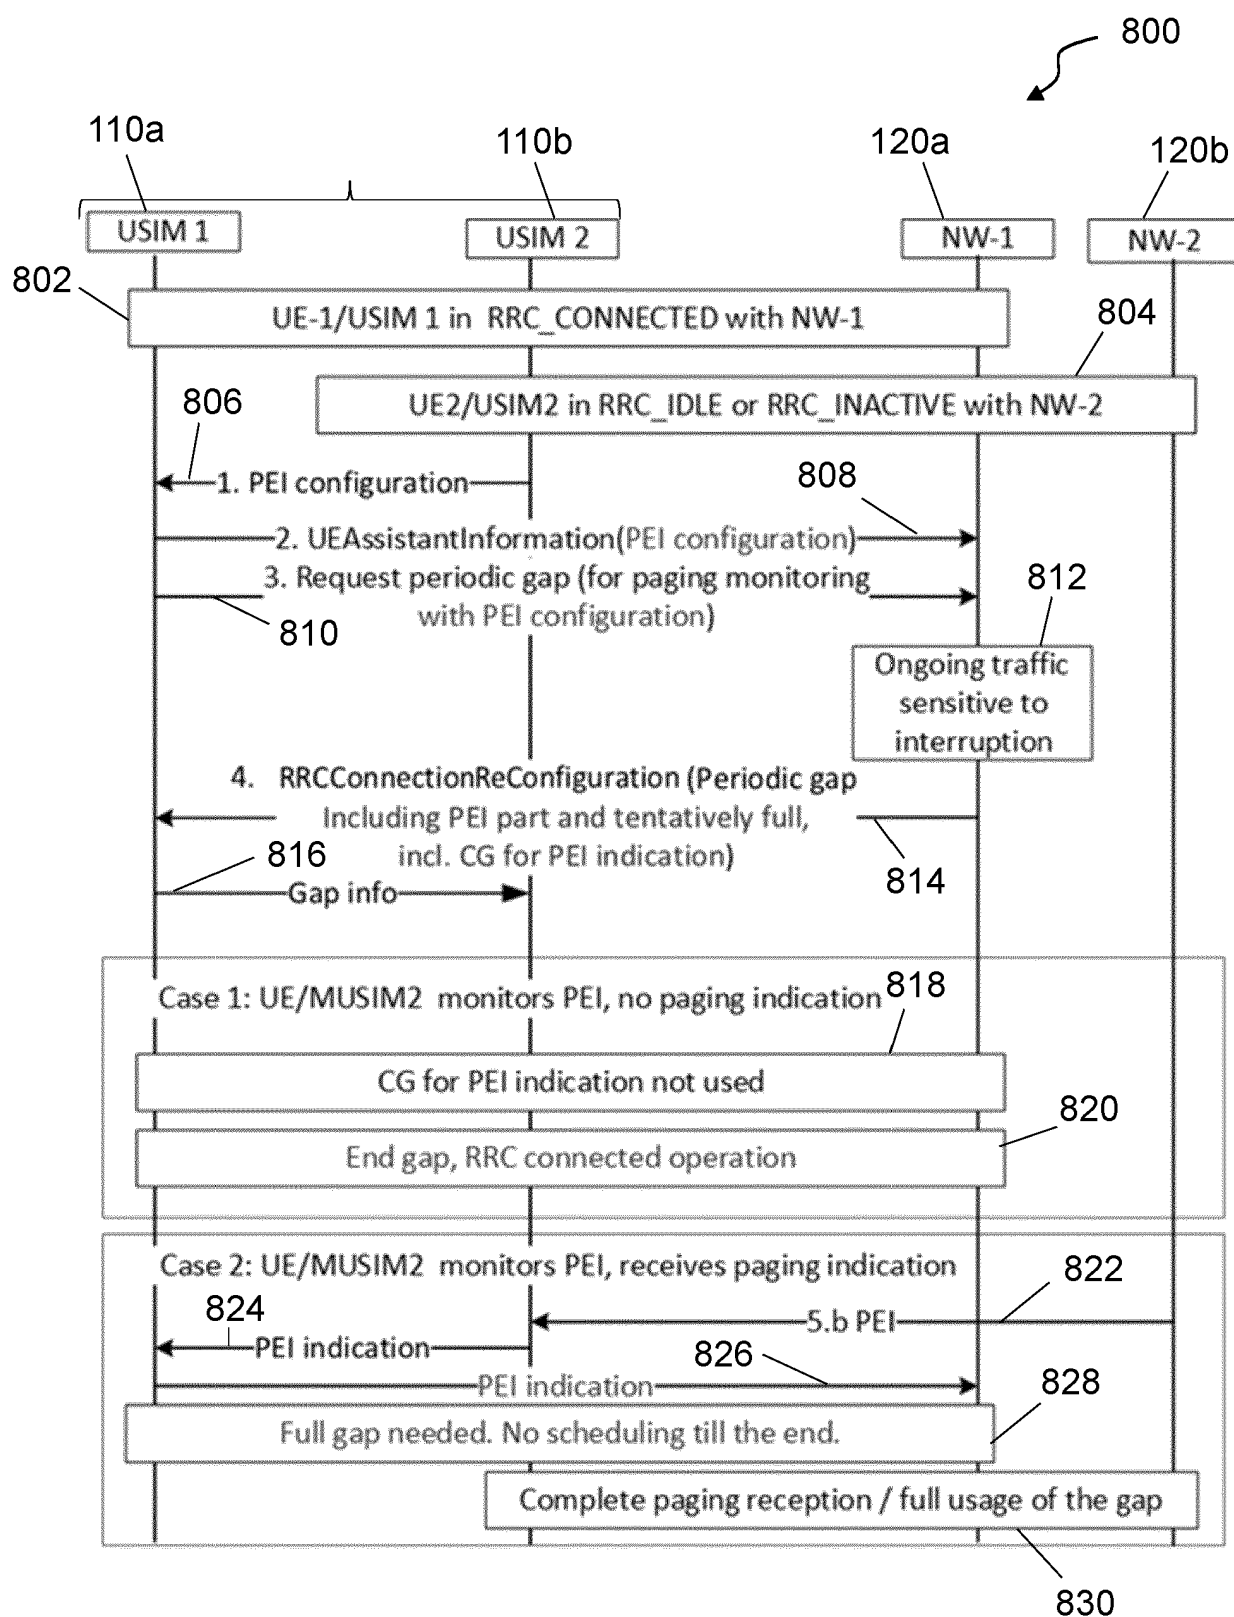 800
110a
110b
120a
120b
USIM 1
USIM 2
NW-1
NW-2
802
UE-1/USIM 1 in RRC_CONNECTED with NW-1
804
UE2/USIM2 in RRC_IDLE or RRC_INACTIVE with NW-2
806
1. PEI configuration
808
2. UEAssistantInformation(PEI configuration)
3. Request periodic gap (for paging monitoring
with PEI configuration)
810
812
Ongoing traffic
sensitive to
interruption
4. RRCConnectionReConfiguration (Periodic gap
Including PEI part and tentatively full,
incl. CG for PEI indication)
814
816
Gap info
Case 1: UE/MUSIM2 monitors PEI, no paging indication
818
CG for PEI indication not used
820
End gap, RRC connected operation
Case 2: UE/MUSIM2 monitors PEI, receives paging indication
822
5.b PEI
824
PEI indication
826
PEI indication
828
Full gap needed. No scheduling till the end.
Complete paging reception / full usage of the gap
830